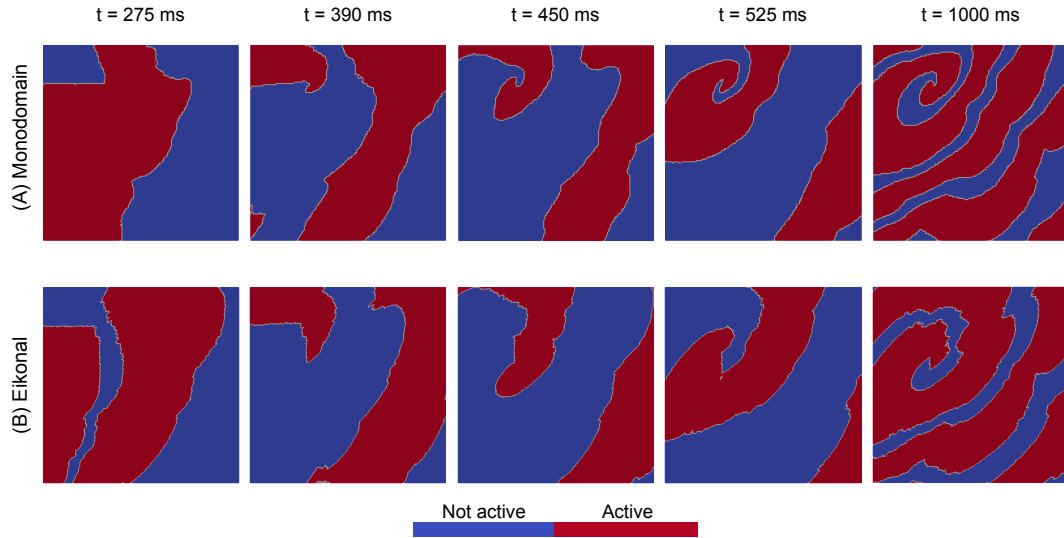 t = 275 ms t = 390 ms t = 450 ms t = 525 ms t = 1000 ms
(A) Monodomain
(B) Eikonal
Not active Active